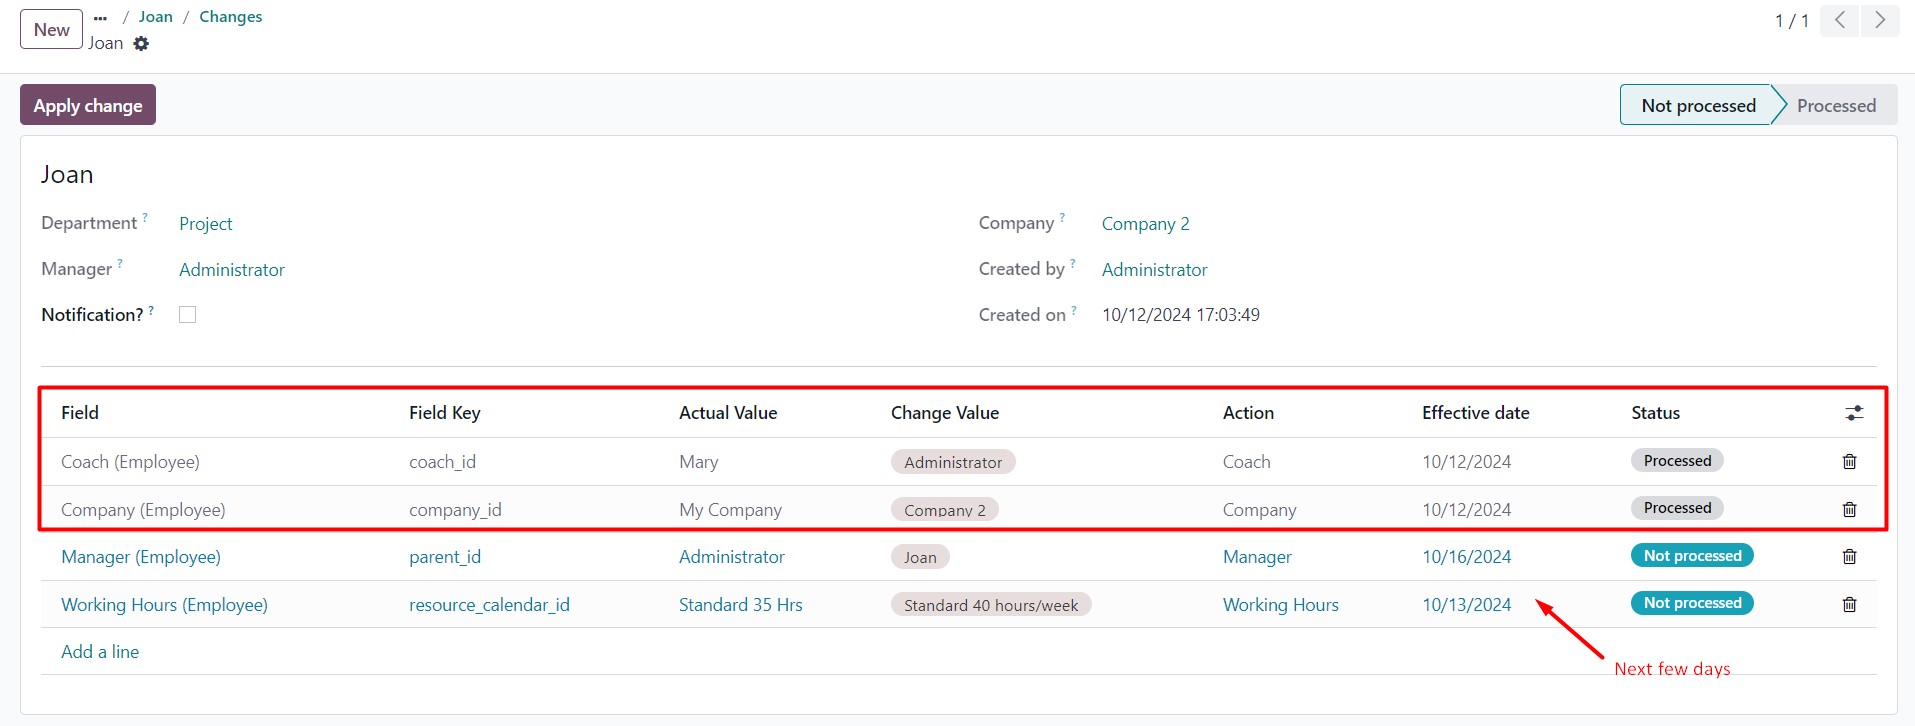 New ... / Joan / Changes
Joan
1 / 1
Apply change
Not processed Processed
Joan
Department ? Project
Company ? Company 2
Manager ? Administrator
Created by ? Administrator
Notification? ?
Created on ? 10/12/2024 17:03:49
Field Field Key Actual Value Change Value Action Effective date Status
Coach (Employee) coach_id Mary Administrator Coach 10/12/2024 Processed
Company (Employee) company_id My Company Company 2 Company 10/12/2024 Processed
Manager (Employee) parent_id Administrator Joan Manager 10/16/2024 Not processed
Working Hours (Employee) resource_calendar_id Standard 35 Hrs Standard 40 hours/week Working Hours 10/13/2024 Not processed
Add a line
Next few days